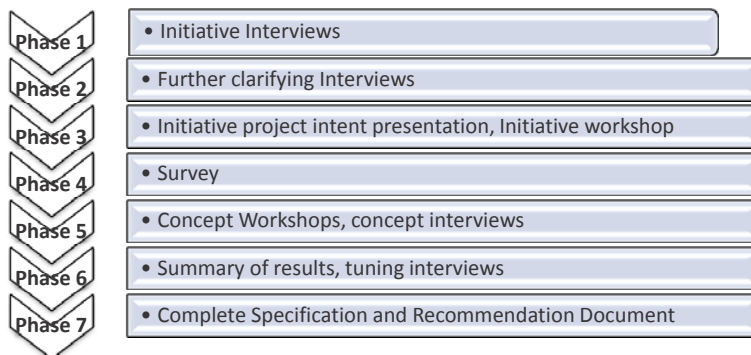 Phase 1
• Initiative Interviews
Phase 2
• Further clarifying Interviews
Phase 3
• Initiative project intent presentation, Initiative workshop
Phase 4
• Survey
Phase 5
• Concept Workshops, concept interviews
Phase 6
• Summary of results, tuning interviews
Phase 7
• Complete Specification and Recommendation Document